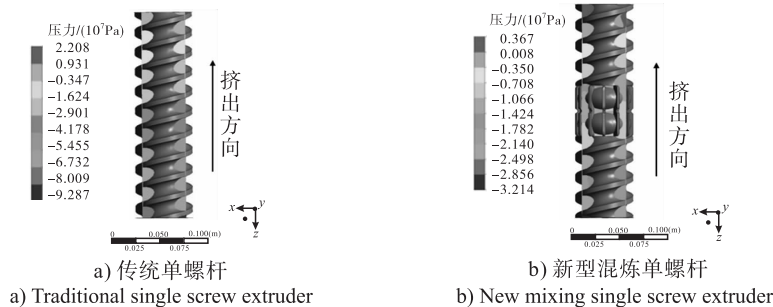 压力/(10⁷Pa)
2.208
0.931
-0.347
-1.624
-2.901
-4.178
-5.455
-6.732
-8.009
-9.287
挤出方向
x y
z
0 0.050 0.100(m)
0.025 0.075
a) 传统单螺杆
a) Traditional single screw extruder
压力/(10⁷Pa)
0.367
0.008
-0.350
-0.708
-1.066
-1.424
-1.782
-2.140
-2.498
-2.856
-3.214
挤出方向
x y
z
0 0.050 0.100(m)
0.025 0.075
b) 新型混炼单螺杆
b) New mixing single screw extruder